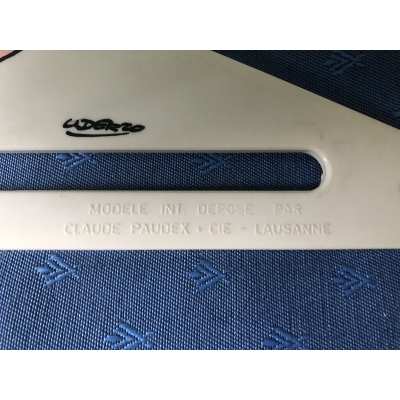 UDERZO
MODELE INT. DEPOSE PAR
CLAUDE PAUDEX + CIE - LAUSANNE